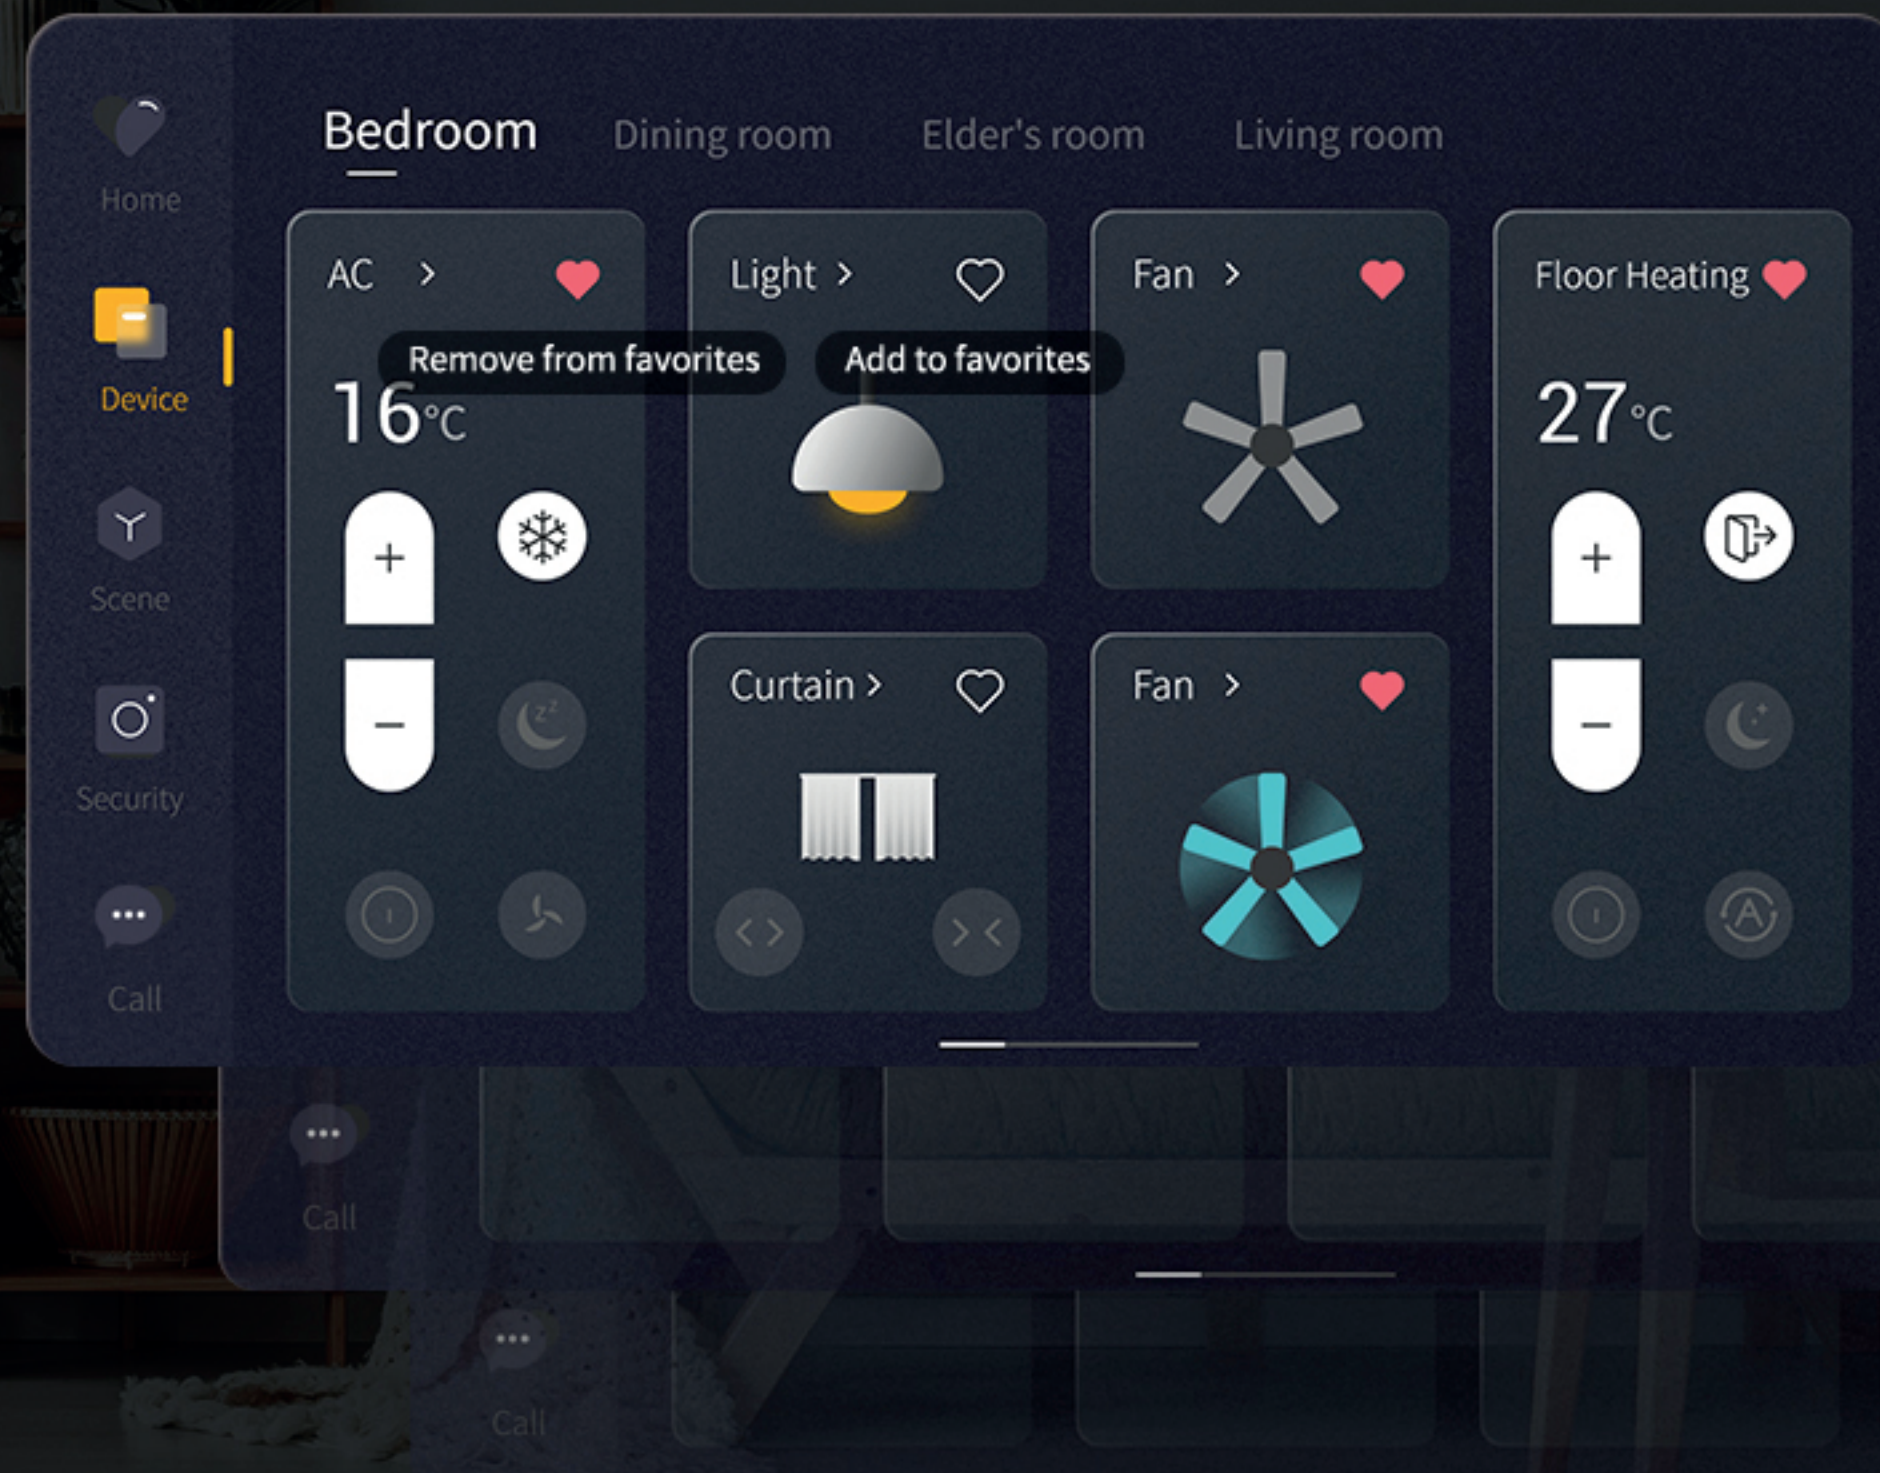 Home
Device
Scene
Security
Call
Bedroom
Dining room
Elder's room
Living room
AC
Remove from favorites
16°C
Light
Add to favorites
Fan
Floor Heating
27°C
Curtain
Fan
Call
Call